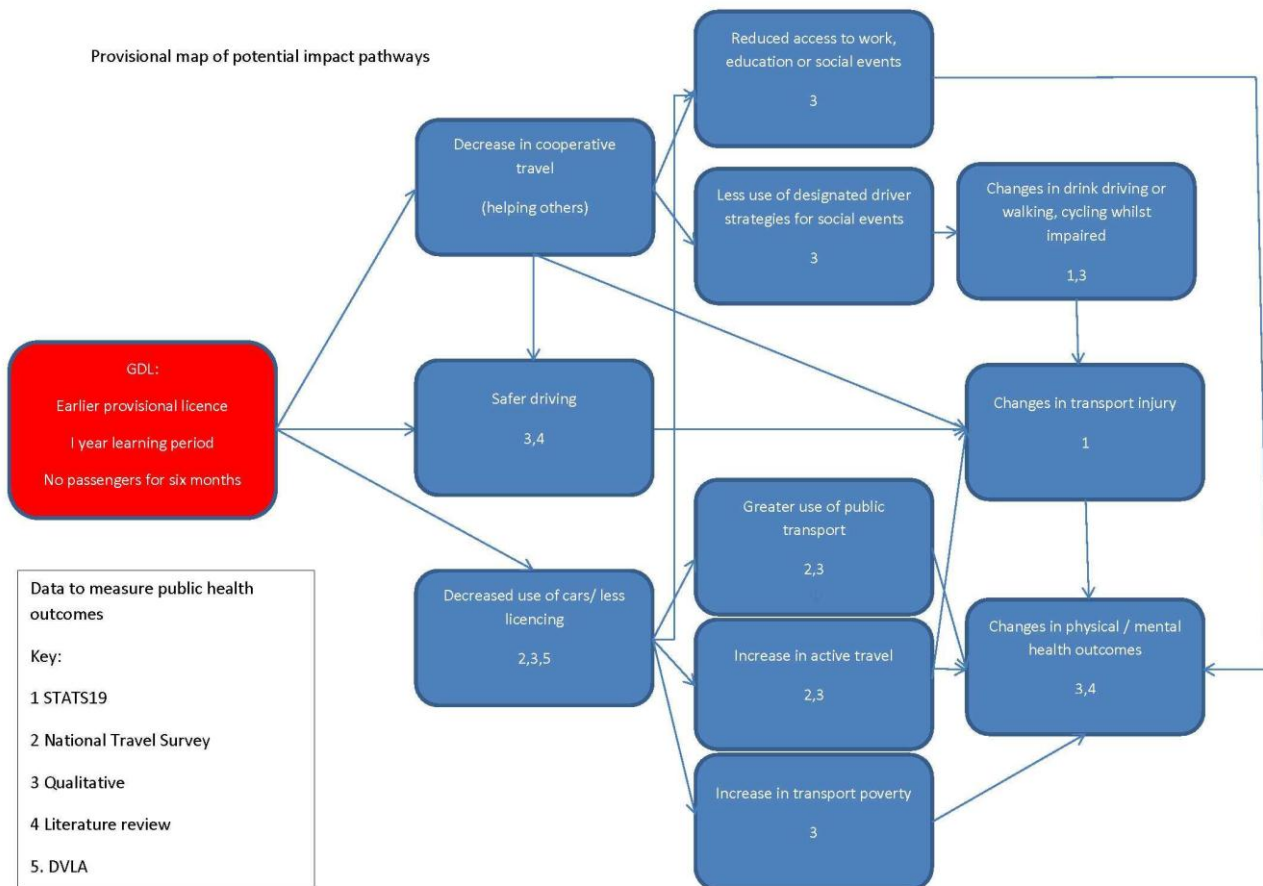 Provisional map of potential impact pathways
Reduced access to work,
education or social events
3
Decrease in cooperative
travel
(helping others)
Less use of designated driver
strategies for social events
3
Changes in drink driving or
walking, cycling whilst
impaired
1,3
GDL:
Earlier provisional licence
I year learning period
No passengers for six months
Safer driving
3,4
Changes in transport injury
1
Greater use of public
transport
2,3
Decreased use of cars/ less
licencing
2,3,5
Increase in active travel
2,3
Changes in physical / mental
health outcomes
3,4
Increase in transport poverty
3
Data to measure public health
outcomes
Key:
1 STATS19
2 National Travel Survey
3 Qualitative
4 Literature review
5. DVLA